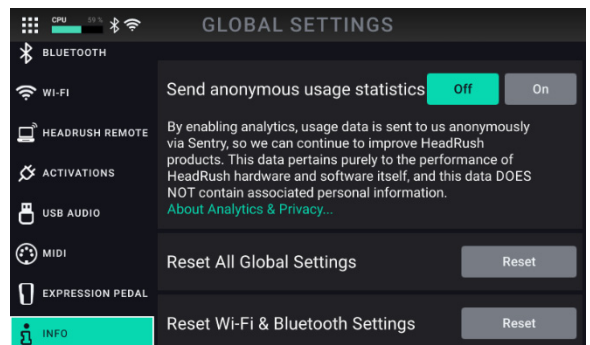 CPU 59% GLOBAL SETTINGS
BLUETOOTH
WI-FI
HEADRUSH REMOTE
ACTIVATIONS
USB AUDIO
MIDI
EXPRESSION PEDAL
INFO
Send anonymous usage statistics Off On
By enabling analytics, usage data is sent to us anonymously
via Sentry, so we can continue to improve HeadRush
products. This data pertains purely to the performance of
HeadRush hardware and software itself, and this data DOES
NOT contain associated personal information.
About Analytics & Privacy...
Reset All Global Settings Reset
Reset Wi-Fi & Bluetooth Settings Reset